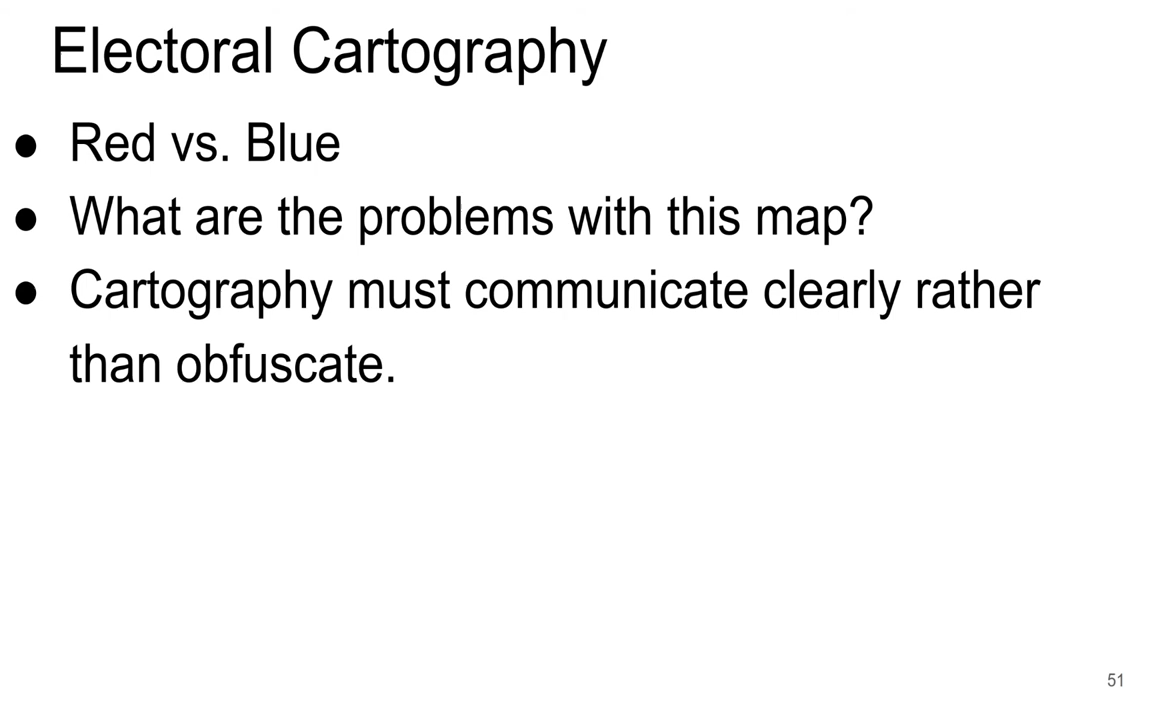 Electoral Cartography
● Red vs. Blue
● What are the problems with this map?
● Cartography must communicate clearly rather
than obfuscate.
51